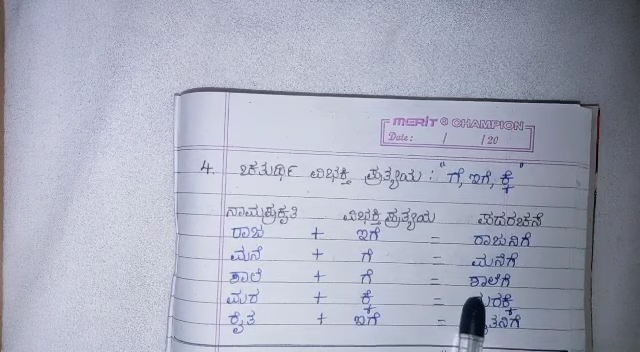 MERIT CHAMPION
Date: / / 20
4. ಚತುರ್ಥಿ ವಿಭಕ್ತಿ ಪ್ರತ್ಯಯ : "ಗೆ, ಇಗೆ, ಕ್ಕೆ"
ನಾಮಪ್ರಕೃತಿ ವಿಭಕ್ತಿ ಪ್ರತ್ಯಯ ಪದರಚನೆ
ರಾಜು + ಇಗೆ = ರಾಜುನಿಗೆ
ಮನೆ + ಗೆ = ಮನೆಗೆ
ಶಾಲೆ + ಗೆ = ಶಾಲೆಗೆ
ಮರ + ಕ್ಕೆ = ಮರಕ್ಕೆ
ರೈತ + ಇಗೆ =